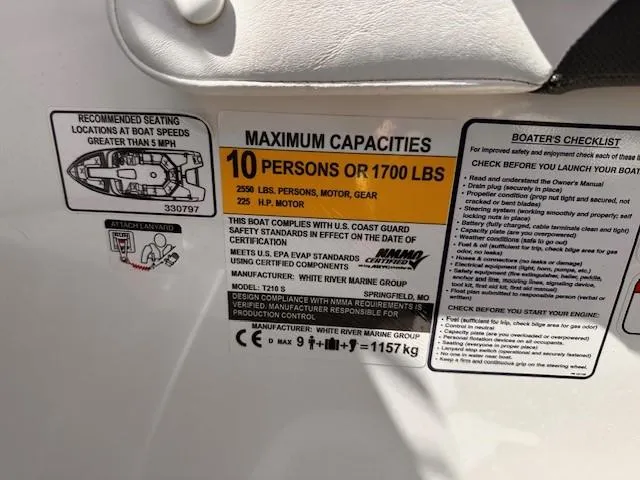 RECOMMENDED SEATING
LOCATIONS AT BOAT SPEEDS
GREATER THAN 5 MPH
330797
ATTACH LANYARD
MAXIMUM CAPACITIES
10 PERSONS OR 1700 LBS
2550 LBS. PERSONS, MOTOR, GEAR
225 H.P. MOTOR
THIS BOAT COMPLIES WITH U.S. COAST GUARD
SAFETY STANDARDS IN EFFECT ON THE DATE OF
CERTIFICATION
MEETS U.S. EPA EVAP STANDARDS
USING CERTIFIED COMPONENTS
NMMA
CERTIFIED
MANUFACTURER: WHITE RIVER MARINE GROUP
MODEL: T210 S SPRINGFIELD, MO
DESIGN COMPLIANCE WITH NMMA REQUIREMENTS IS
VERIFIED. MANUFACTURER RESPONSIBLE FOR
PRODUCTION CONTROL
MANUFACTURER: WHITE RIVER MARINE GROUP
CE D MAX 9 + + = 1157 kg
BOATER'S CHECKLIST
For improved safety and enjoyment check each of these
CHECK BEFORE YOU LAUNCH YOUR BOAT
• Read and understand the Owner's Manual
• Drain plug (securely in place)
• Propeller condition (prop nut tight and secured, not
cracked or bent blades)
• Steering system (working smoothly and properly; self
locking nuts in place)
• Battery (fully charged, cable terminals clean and tight)
• Capacity plate (are you overpowered)
• Weather conditions (safe to go out)
• Fuel & oil (sufficient for trip, check bilge area for gas
odor, no leaks)
• Hoses & connectors (no leaks or damage)
• Electrical equipment (light, horn, pumps, etc.)
• Safety equipment (fire extinguisher, bailer, paddle,
anchor and line, mooring lines, signaling device,
tool kit, first aid kit, first aid manual)
• Float plan submitted to responsible person (verbal or
written)
CHECK BEFORE YOU START YOUR ENGINE:
• Fuel (sufficient for trip, check bilge area for gas odor)
• Control in neutral
• Capacity plate (are you overloaded or overpowered)
• Personal flotation devices on all occupants.
• Seating (everyone in proper place)
• Lanyard stop switch (operational and securely fastened)
• No one in water near boat.
• Keep a firm and continuous grip on the steering wheel.